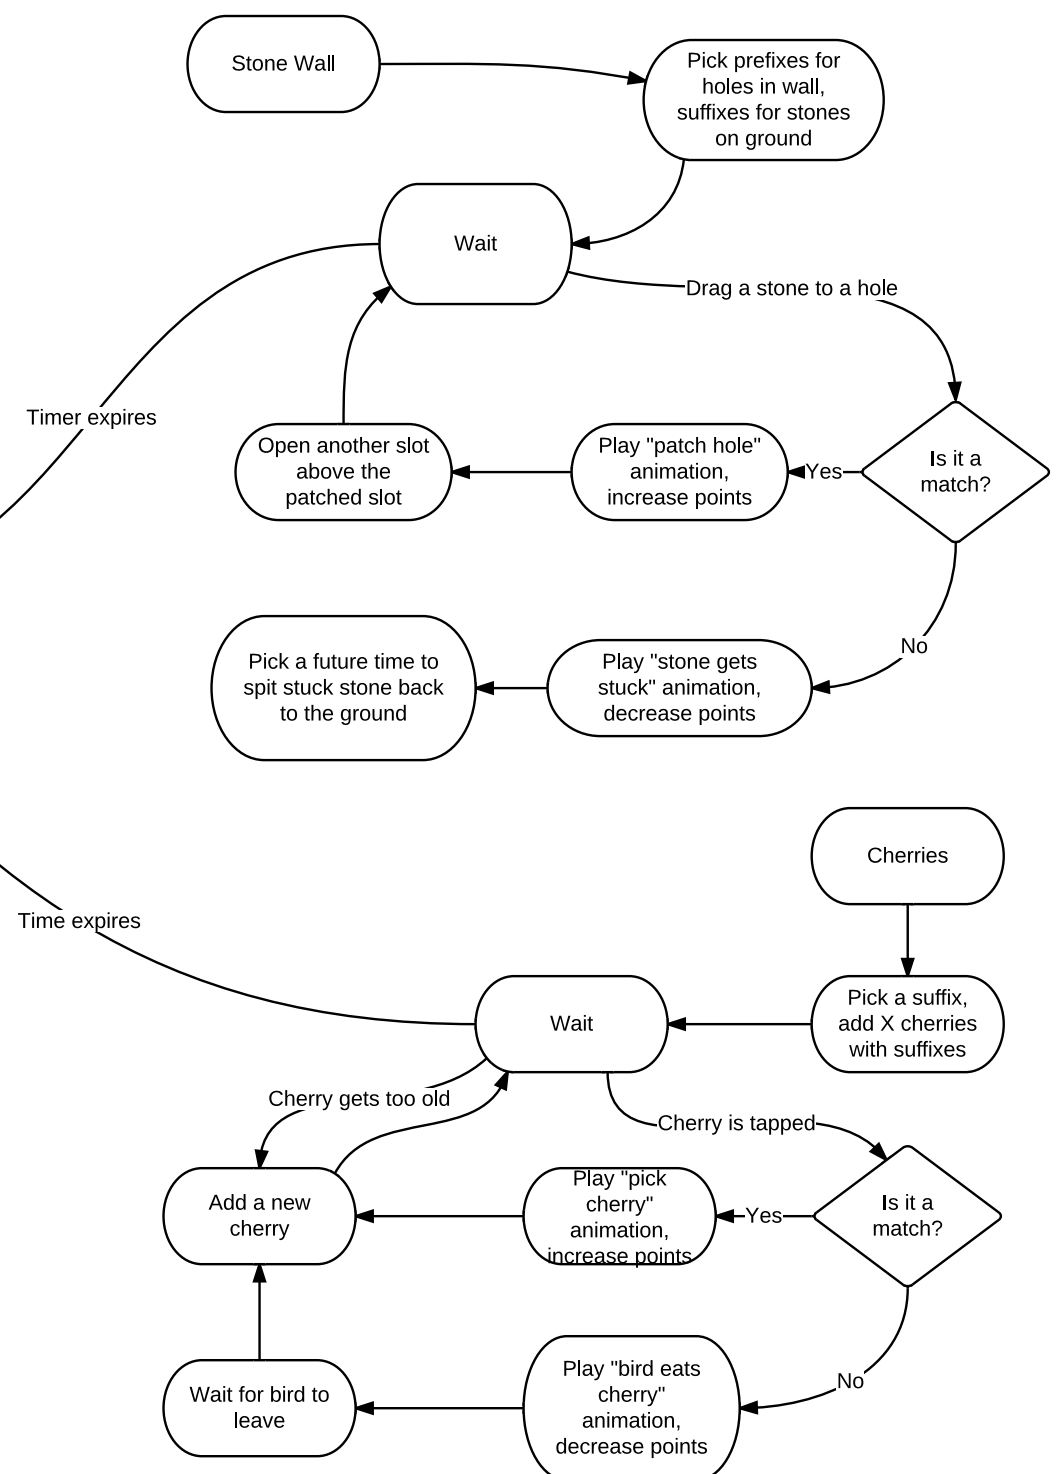 Stone Wall
Pick prefixes for
holes in wall,
suffixes for stones
on ground
Wait
Drag a stone to a hole
Timer expires
Open another slot
above the
patched slot
Play "patch hole"
animation,
increase points
Yes
Is it a
match?
No
Pick a future time to
spit stuck stone back
to the ground
Play "stone gets
stuck" animation,
decrease points
Cherries
Time expires
Wait
Pick a suffix,
add X cherries
with suffixes
Cherry gets too old
Cherry is tapped
Add a new
cherry
Play "pick
cherry"
animation,
increase points
Yes
Is it a
match?
No
Wait for bird to
leave
Play "bird eats
cherry"
animation,
decrease points